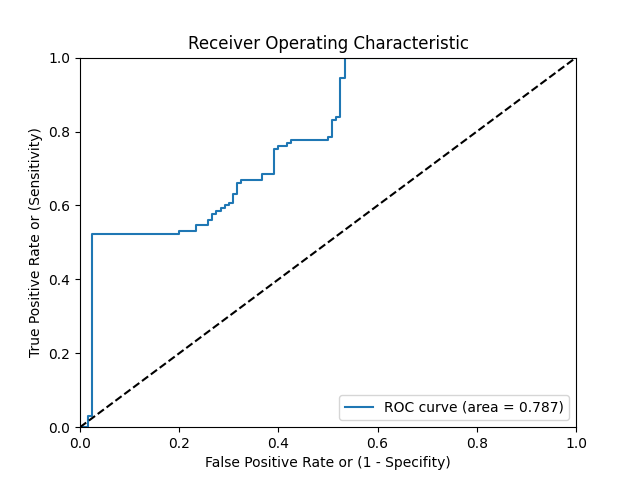 Receiver Operating Characteristic
1.0
0.8
0.6
0.4
0.2
0.0
True Positive Rate or (Sensitivity)
ROC curve (area = 0.787)
0.0 0.2 0.4 0.6 0.8 1.0
False Positive Rate or (1 - Specifity)